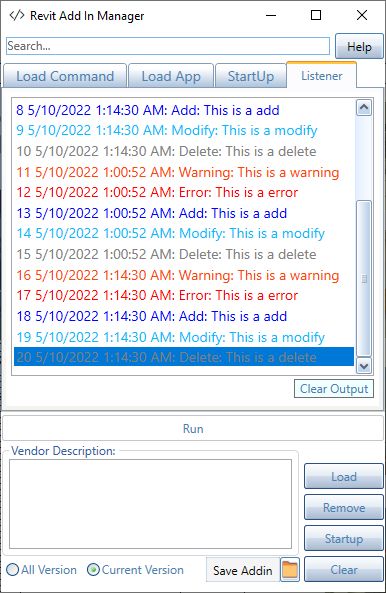 </> Revit Add In Manager
Search...
Help
Load Command
Load App
StartUp
Listener
8 5/10/2022 1:14:30 AM: Add: This is a add
9 5/10/2022 1:14:30 AM: Modify: This is a modify
10 5/10/2022 1:14:30 AM: Delete: This is a delete
11 5/10/2022 1:00:52 AM: Warning: This is a warning
12 5/10/2022 1:00:52 AM: Error: This is a error
13 5/10/2022 1:00:52 AM: Add: This is a add
14 5/10/2022 1:00:52 AM: Modify: This is a modify
15 5/10/2022 1:00:52 AM: Delete: This is a delete
16 5/10/2022 1:14:30 AM: Warning: This is a warning
17 5/10/2022 1:14:30 AM: Error: This is a error
18 5/10/2022 1:14:30 AM: Add: This is a add
19 5/10/2022 1:14:30 AM: Modify: This is a modify
20 5/10/2022 1:14:30 AM: Delete: This is a delete
Clear Output
Run
Vendor Description:
Load
Remove
Startup
All Version
Current Version
Save Addin
Clear